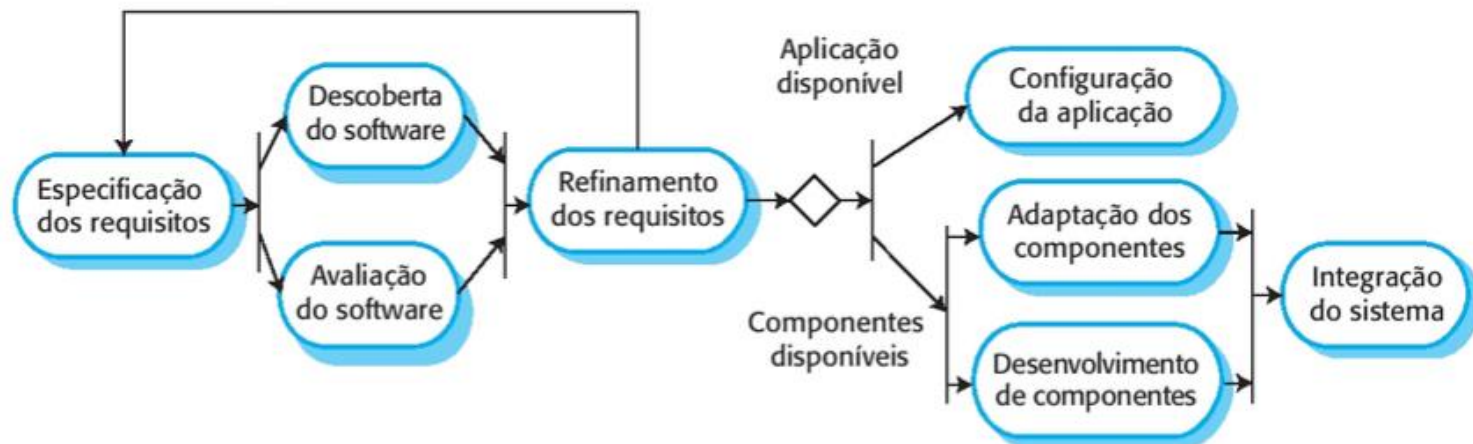 Especificação
dos requisitos
Descoberta
do software
Avaliação
do software
Refinamento
dos requisitos
Aplicação
disponível
Configuração
da aplicação
Componentes
disponíveis
Adaptação dos
componentes
Desenvolvimento
de componentes
Integração
do sistema